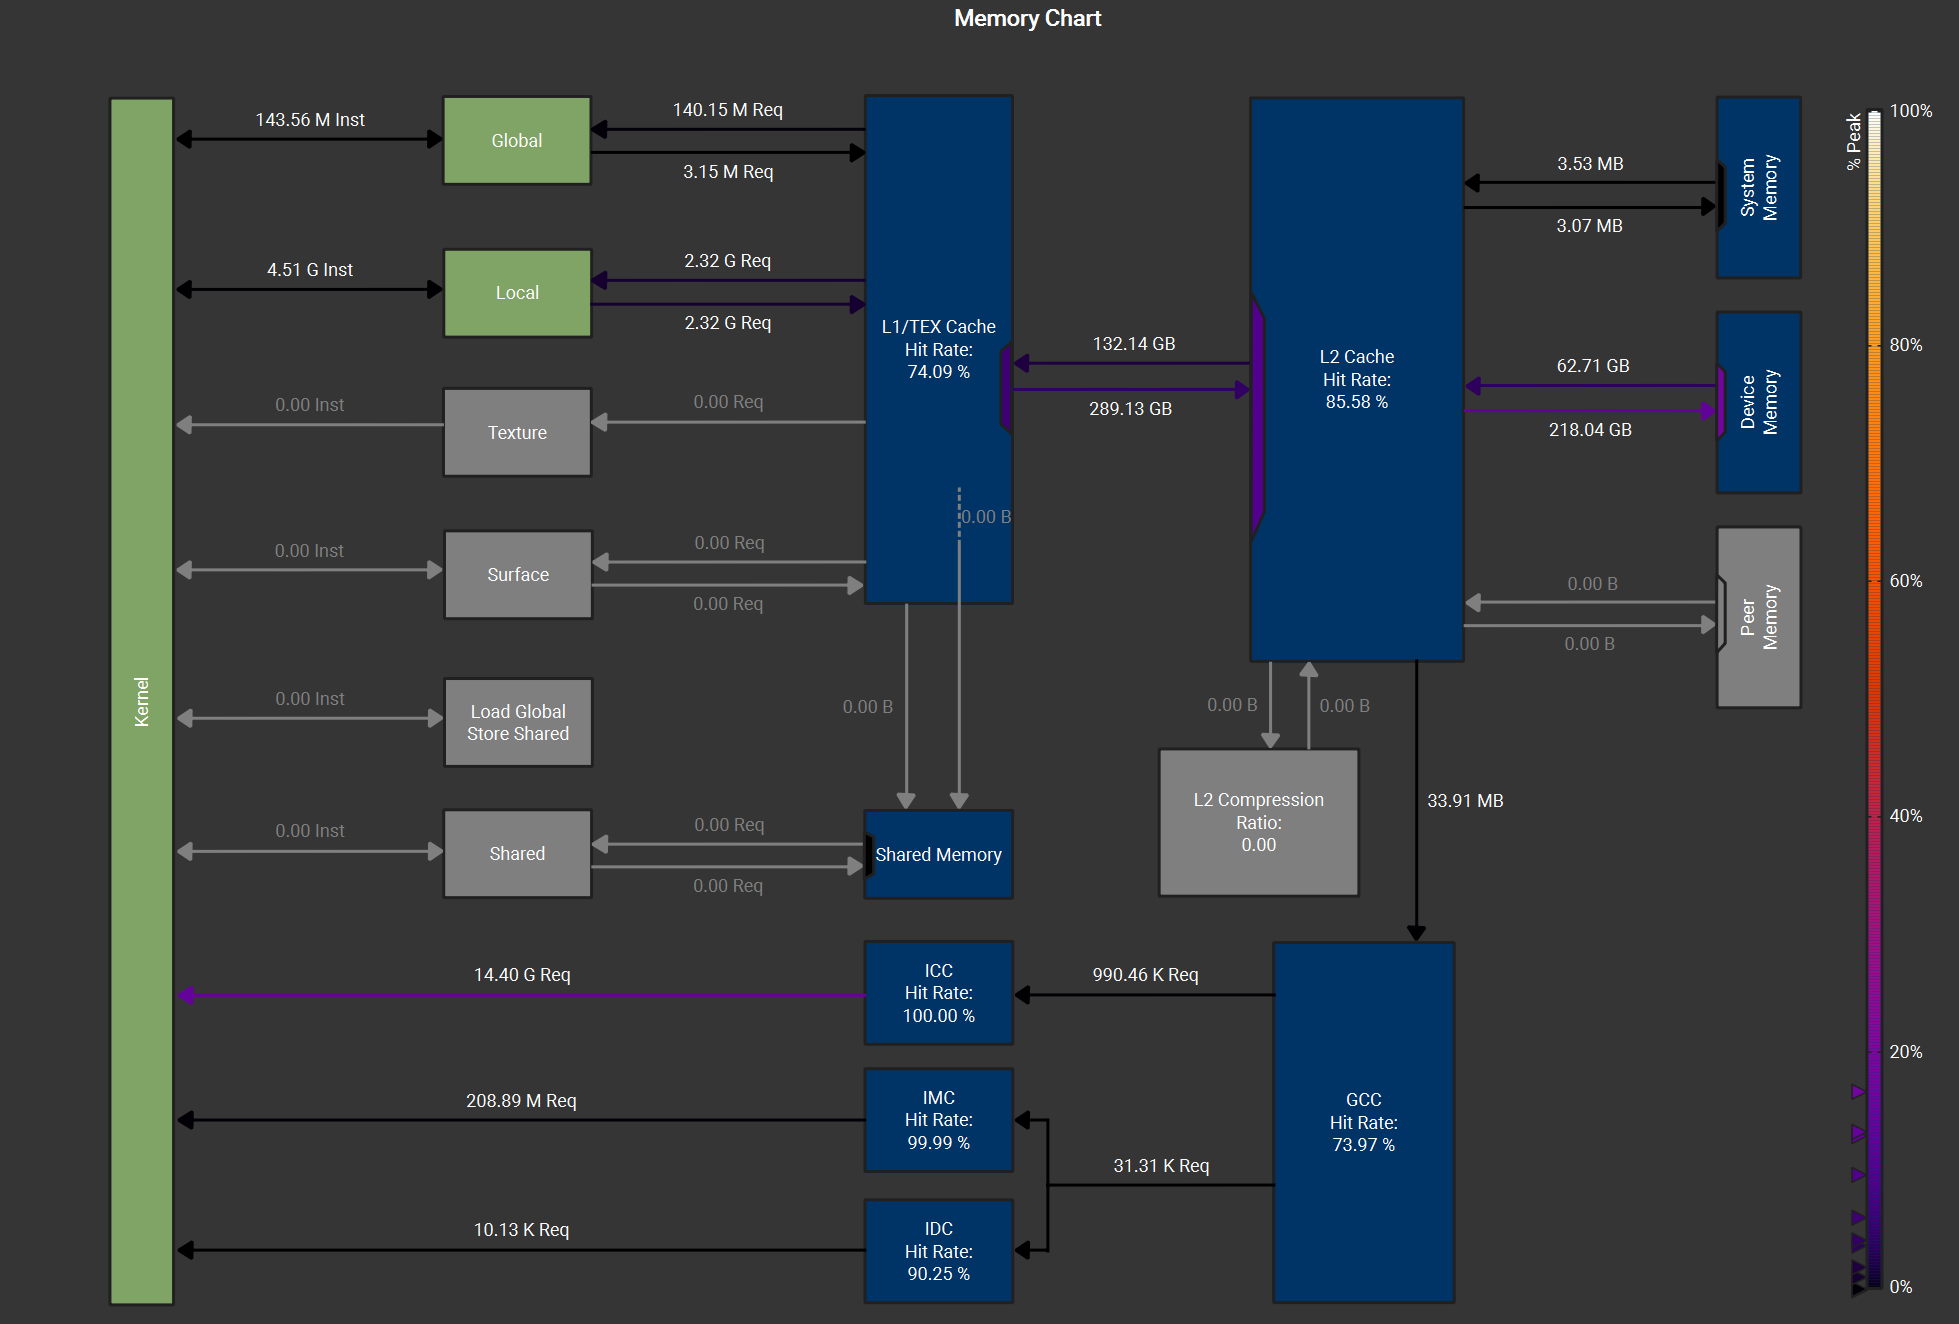 Memory Chart
143.56 M Inst
Global
140.15 M Req
3.15 M Req
4.51 G Inst
Local
2.32 G Req
2.32 G Req
0.00 Inst
Texture
0.00 Req
0.00 Inst
Surface
0.00 Req
0.00 Req
0.00 Inst
Load Global
Store Shared
0.00 Inst
Shared
0.00 Req
0.00 Req
Kernel
L1/TEX Cache
Hit Rate:
74.09 %
0.00 B
0.00 B
Shared Memory
132.14 GB
289.13 GB
L2 Cache
Hit Rate:
85.58 %
3.53 MB
3.07 MB
System
Memory
62.71 GB
218.04 GB
Device
Memory
0.00 B
0.00 B
Peer
Memory
0.00 B
0.00 B
L2 Compression
Ratio:
0.00
33.91 MB
14.40 G Req
ICC
Hit Rate:
100.00 %
990.46 K Req
208.89 M Req
IMC
Hit Rate:
99.99 %
31.31 K Req
10.13 K Req
IDC
Hit Rate:
90.25 %
GCC
Hit Rate:
73.97 %
% Peak
100%
80%
60%
40%
20%
0%